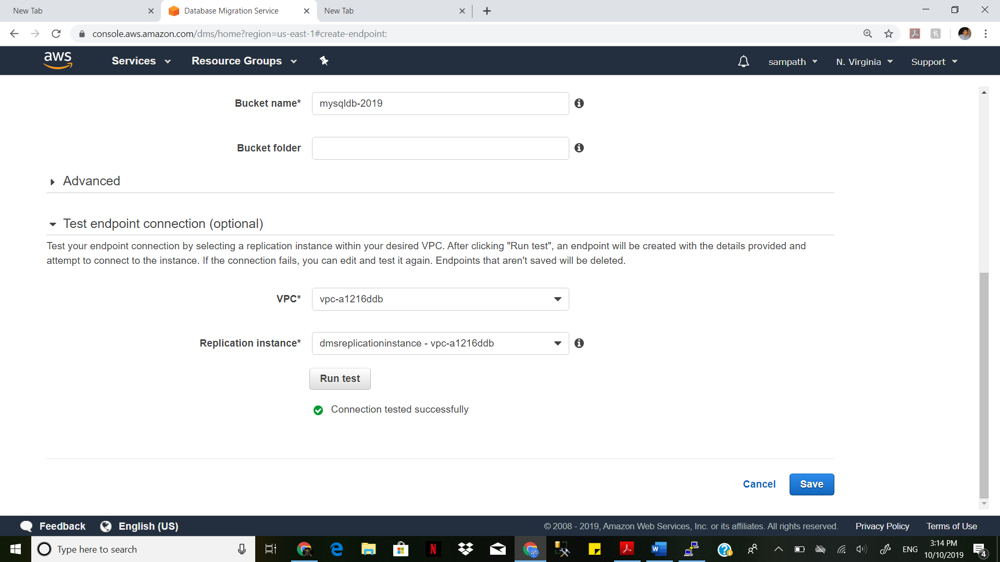 New Tab
Database Migration Service
New Tab
console.aws.amazon.com/dms/home?region=us-east-1#create-endpoint:
aws
Services
Resource Groups
sampath
N. Virginia
Support
Bucket name*
mysqldb-2019
Bucket folder
Advanced
Test endpoint connection (optional)
Test your endpoint connection by selecting a replication instance within your desired VPC. After clicking "Run test", an endpoint will be created with the details provided and
attempt to connect to the instance. If the connection fails, you can edit and test it again. Endpoints that aren't saved will be deleted.
VPC*
vpc-a1216ddb
Replication instance*
dmsreplicationinstance - vpc-a1216ddb
Run test
Connection tested successfully
Cancel
Save
Feedback
English (US)
© 2008 - 2019, Amazon Web Services, Inc. or its affiliates. All rights reserved.
Privacy Policy
Terms of Use
Type here to search
ENG
3:14 PM
10/10/2019
4